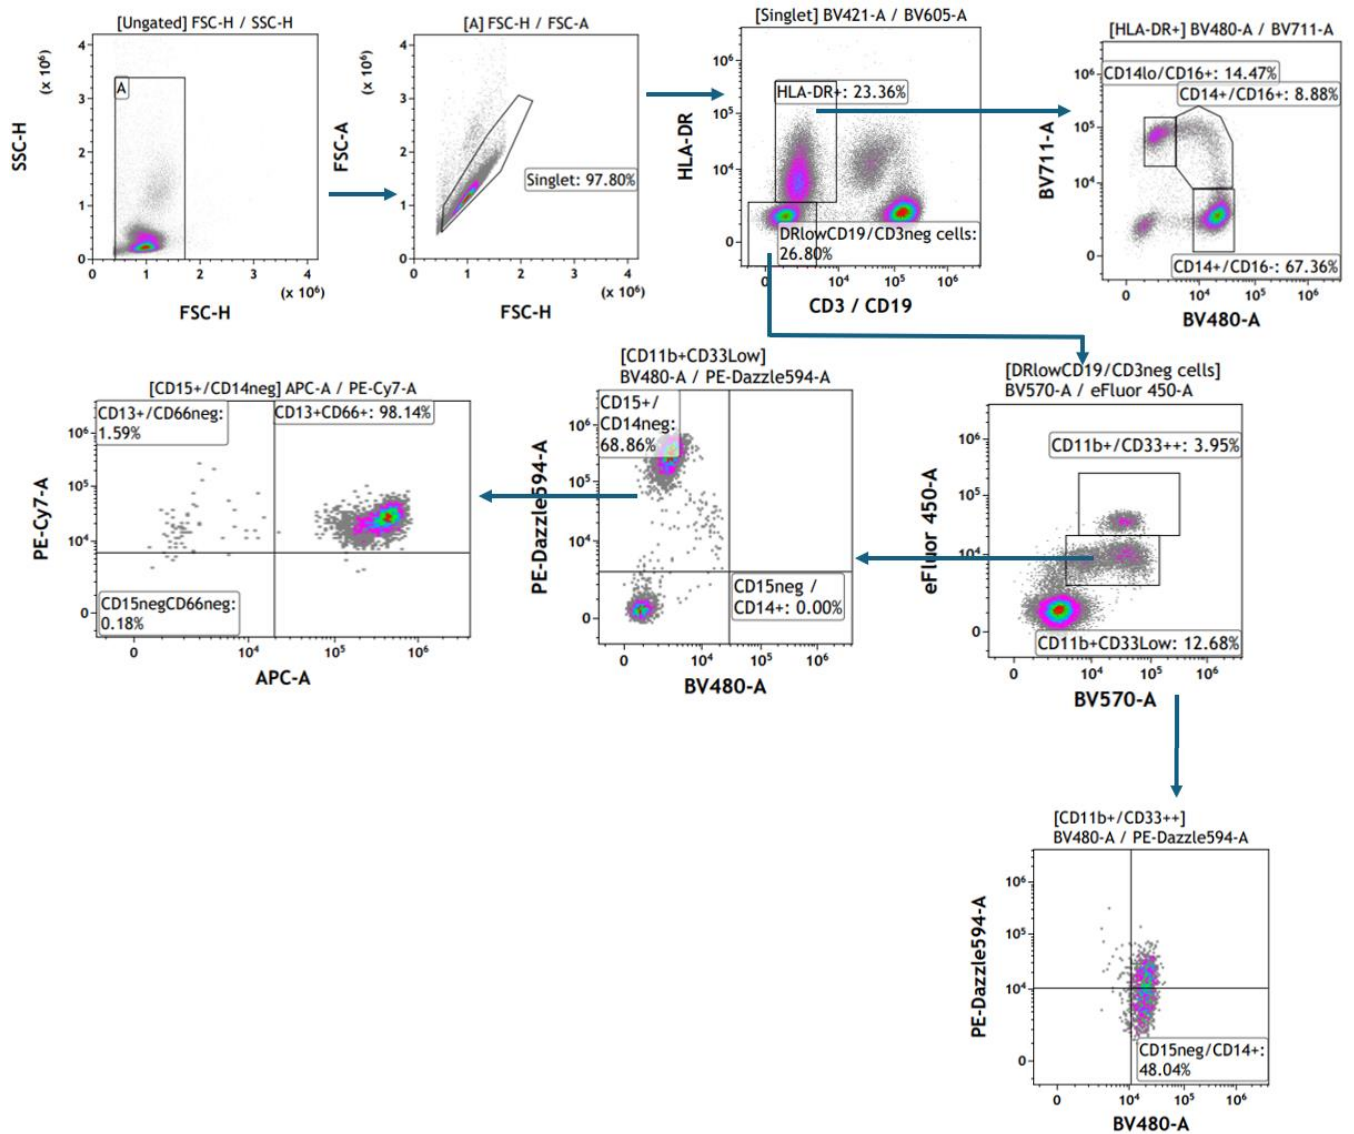 [Ungated] FSC-H / SSC-H
(x 10⁶)
SSC-H
4
3
2
1
0
A
0
1
2
3
4
(x 10⁶)
FSC-H
[A] FSC-H / FSC-A
(x 10⁶)
FSC-A
4
3
2
1
0
Singlet: 97.80%
0
1
2
3
4
(x 10⁶)
FSC-H
[Singlet] BV421-A / BV605-A
HLA-DR
10⁶
10⁵
10⁴
0
HLA-DR+: 23.36%
DRlowCD19/CD3neg cells:
26.80%
0
10⁴
10⁵
10⁶
CD3 / CD19
[HLA-DR+] BV480-A / BV711-A
BV711-A
10⁶
10⁵
10⁴
0
CD14lo/CD16+: 14.47%
CD14+/CD16+: 8.88%
CD14+/CD16-: 67.36%
0
10⁴
10⁵
10⁶
BV480-A
[CD15+/CD14neg] APC-A / PE-Cy7-A
PE-Cy7-A
10⁶
10⁵
10⁴
0
CD13+/CD66neg:
1.59%
CD13+CD66+: 98.14%
CD15negCD66neg:
0.18%
0
10⁴
10⁵
10⁶
APC-A
[CD11b+CD33Low]
BV480-A / PE-Dazzle594-A
PE-Dazzle594-A
10⁶
10⁵
10⁴
0
CD15+/
CD14neg:
68.86%
CD15neg /
CD14+: 0.00%
0
10⁴
10⁵
10⁶
BV480-A
[DRlowCD19/CD3neg cells]
BV570-A / eFluor 450-A
eFluor 450-A
10⁶
10⁵
10⁴
0
CD11b+/CD33++: 3.95%
CD11b+CD33Low: 12.68%
0
10⁴
10⁵
10⁶
BV570-A
[CD11b+/CD33++]
BV480-A / PE-Dazzle594-A
PE-Dazzle594-A
10⁶
10⁵
10⁴
0
CD15neg/CD14+:
48.04%
0
10⁴
10⁵
10⁶
BV480-A